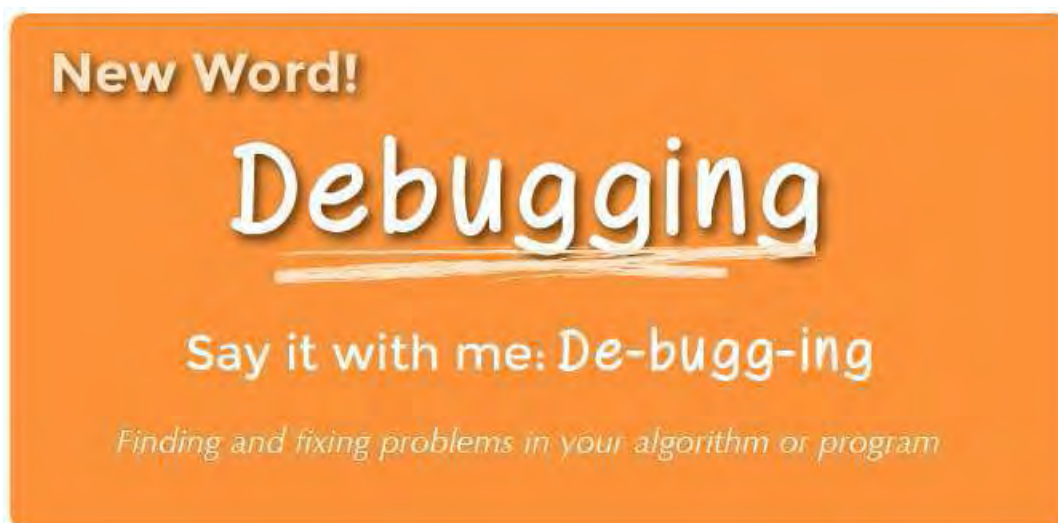 New Word!
Debugging
Say it with me: De-bugg-ing
Finding and fixing problems in your algorithm or program